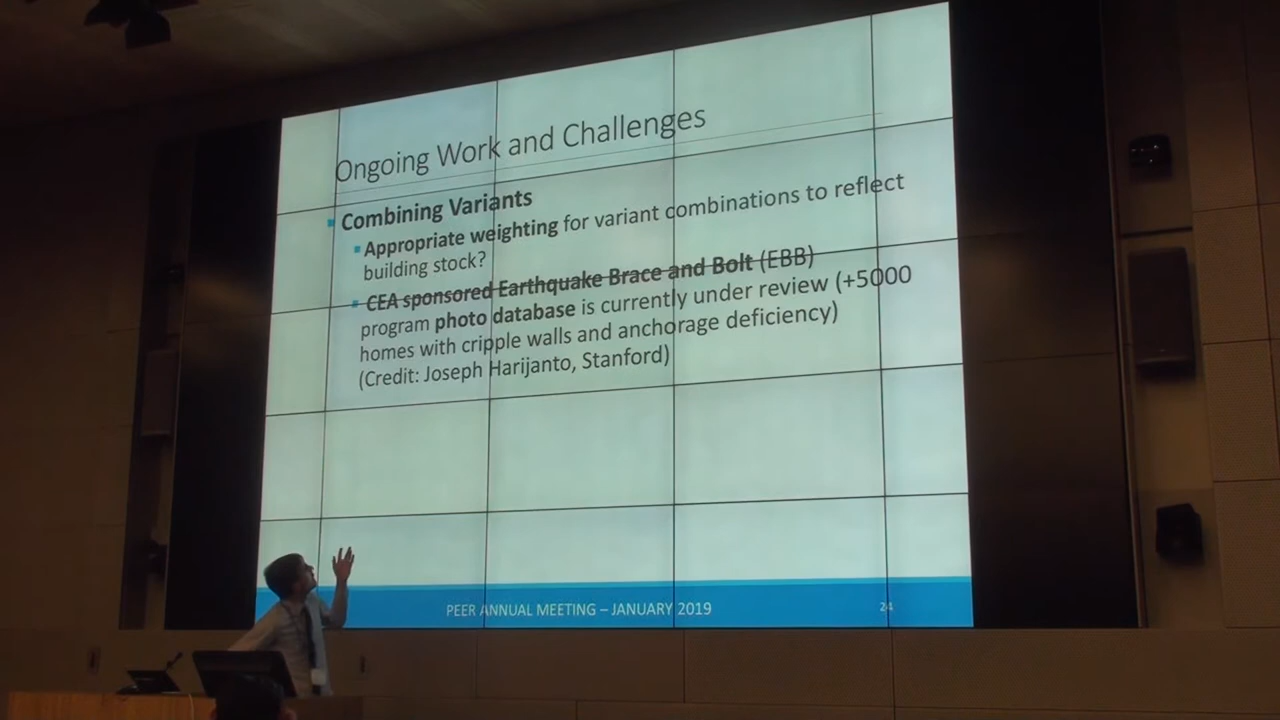 Ongoing Work and Challenges
Combining Variants
Appropriate weighting for variant combinations to reflect
building stock?
CEA sponsored Earthquake Brace and Bolt (EBB)
program photo database is currently under review (+5000
homes with cripple walls and anchorage deficiency)
(Credit: Joseph Harijanto, Stanford)
PEER ANNUAL MEETING – JANUARY 2019
24